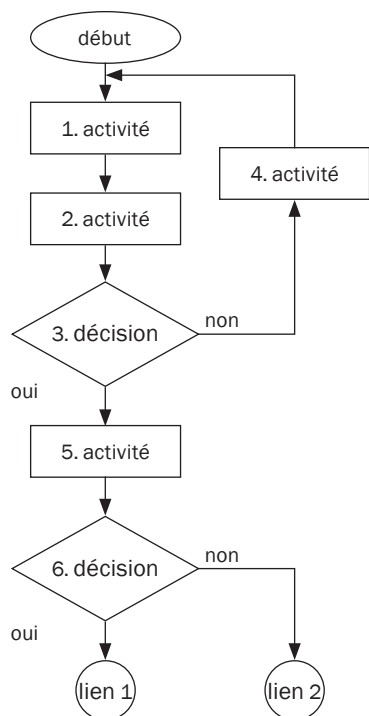 début
1. activité
2. activité
4. activité
3. décision
non
oui
5. activité
6. décision
non
oui
lien 1
lien 2